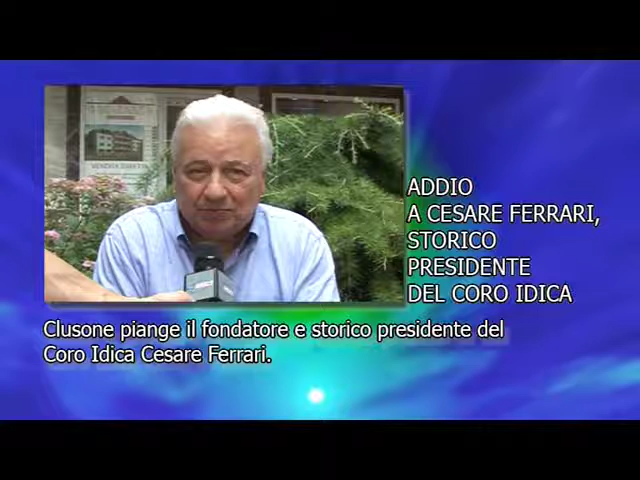 ADDIO
A CESARE FERRARI,
STORICO
PRESIDENTE
DEL CORO IDICA
Clusone piange il fondatore e storico presidente del
Coro Idica Cesare Ferrari.